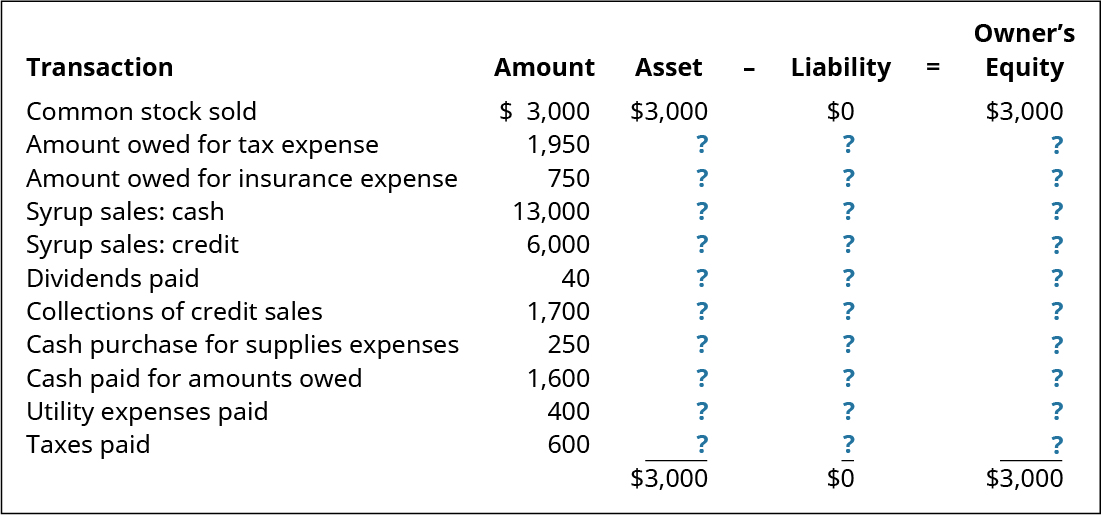 Owner’s
Transaction Amount Asset – Liability = Equity
Common stock sold $ 3,000 $3,000 $0 $3,000
Amount owed for tax expense 1,950 ? ? ?
Amount owed for insurance expense 750 ? ? ?
Syrup sales: cash 13,000 ? ? ?
Syrup sales: credit 6,000 ? ? ?
Dividends paid 40 ? ? ?
Collections of credit sales 1,700 ? ? ?
Cash purchase for supplies expenses 250 ? ? ?
Cash paid for amounts owed 1,600 ? ? ?
Utility expenses paid 400 ? ? ?
Taxes paid 600 ? ? ?
$3,000 $0 $3,000